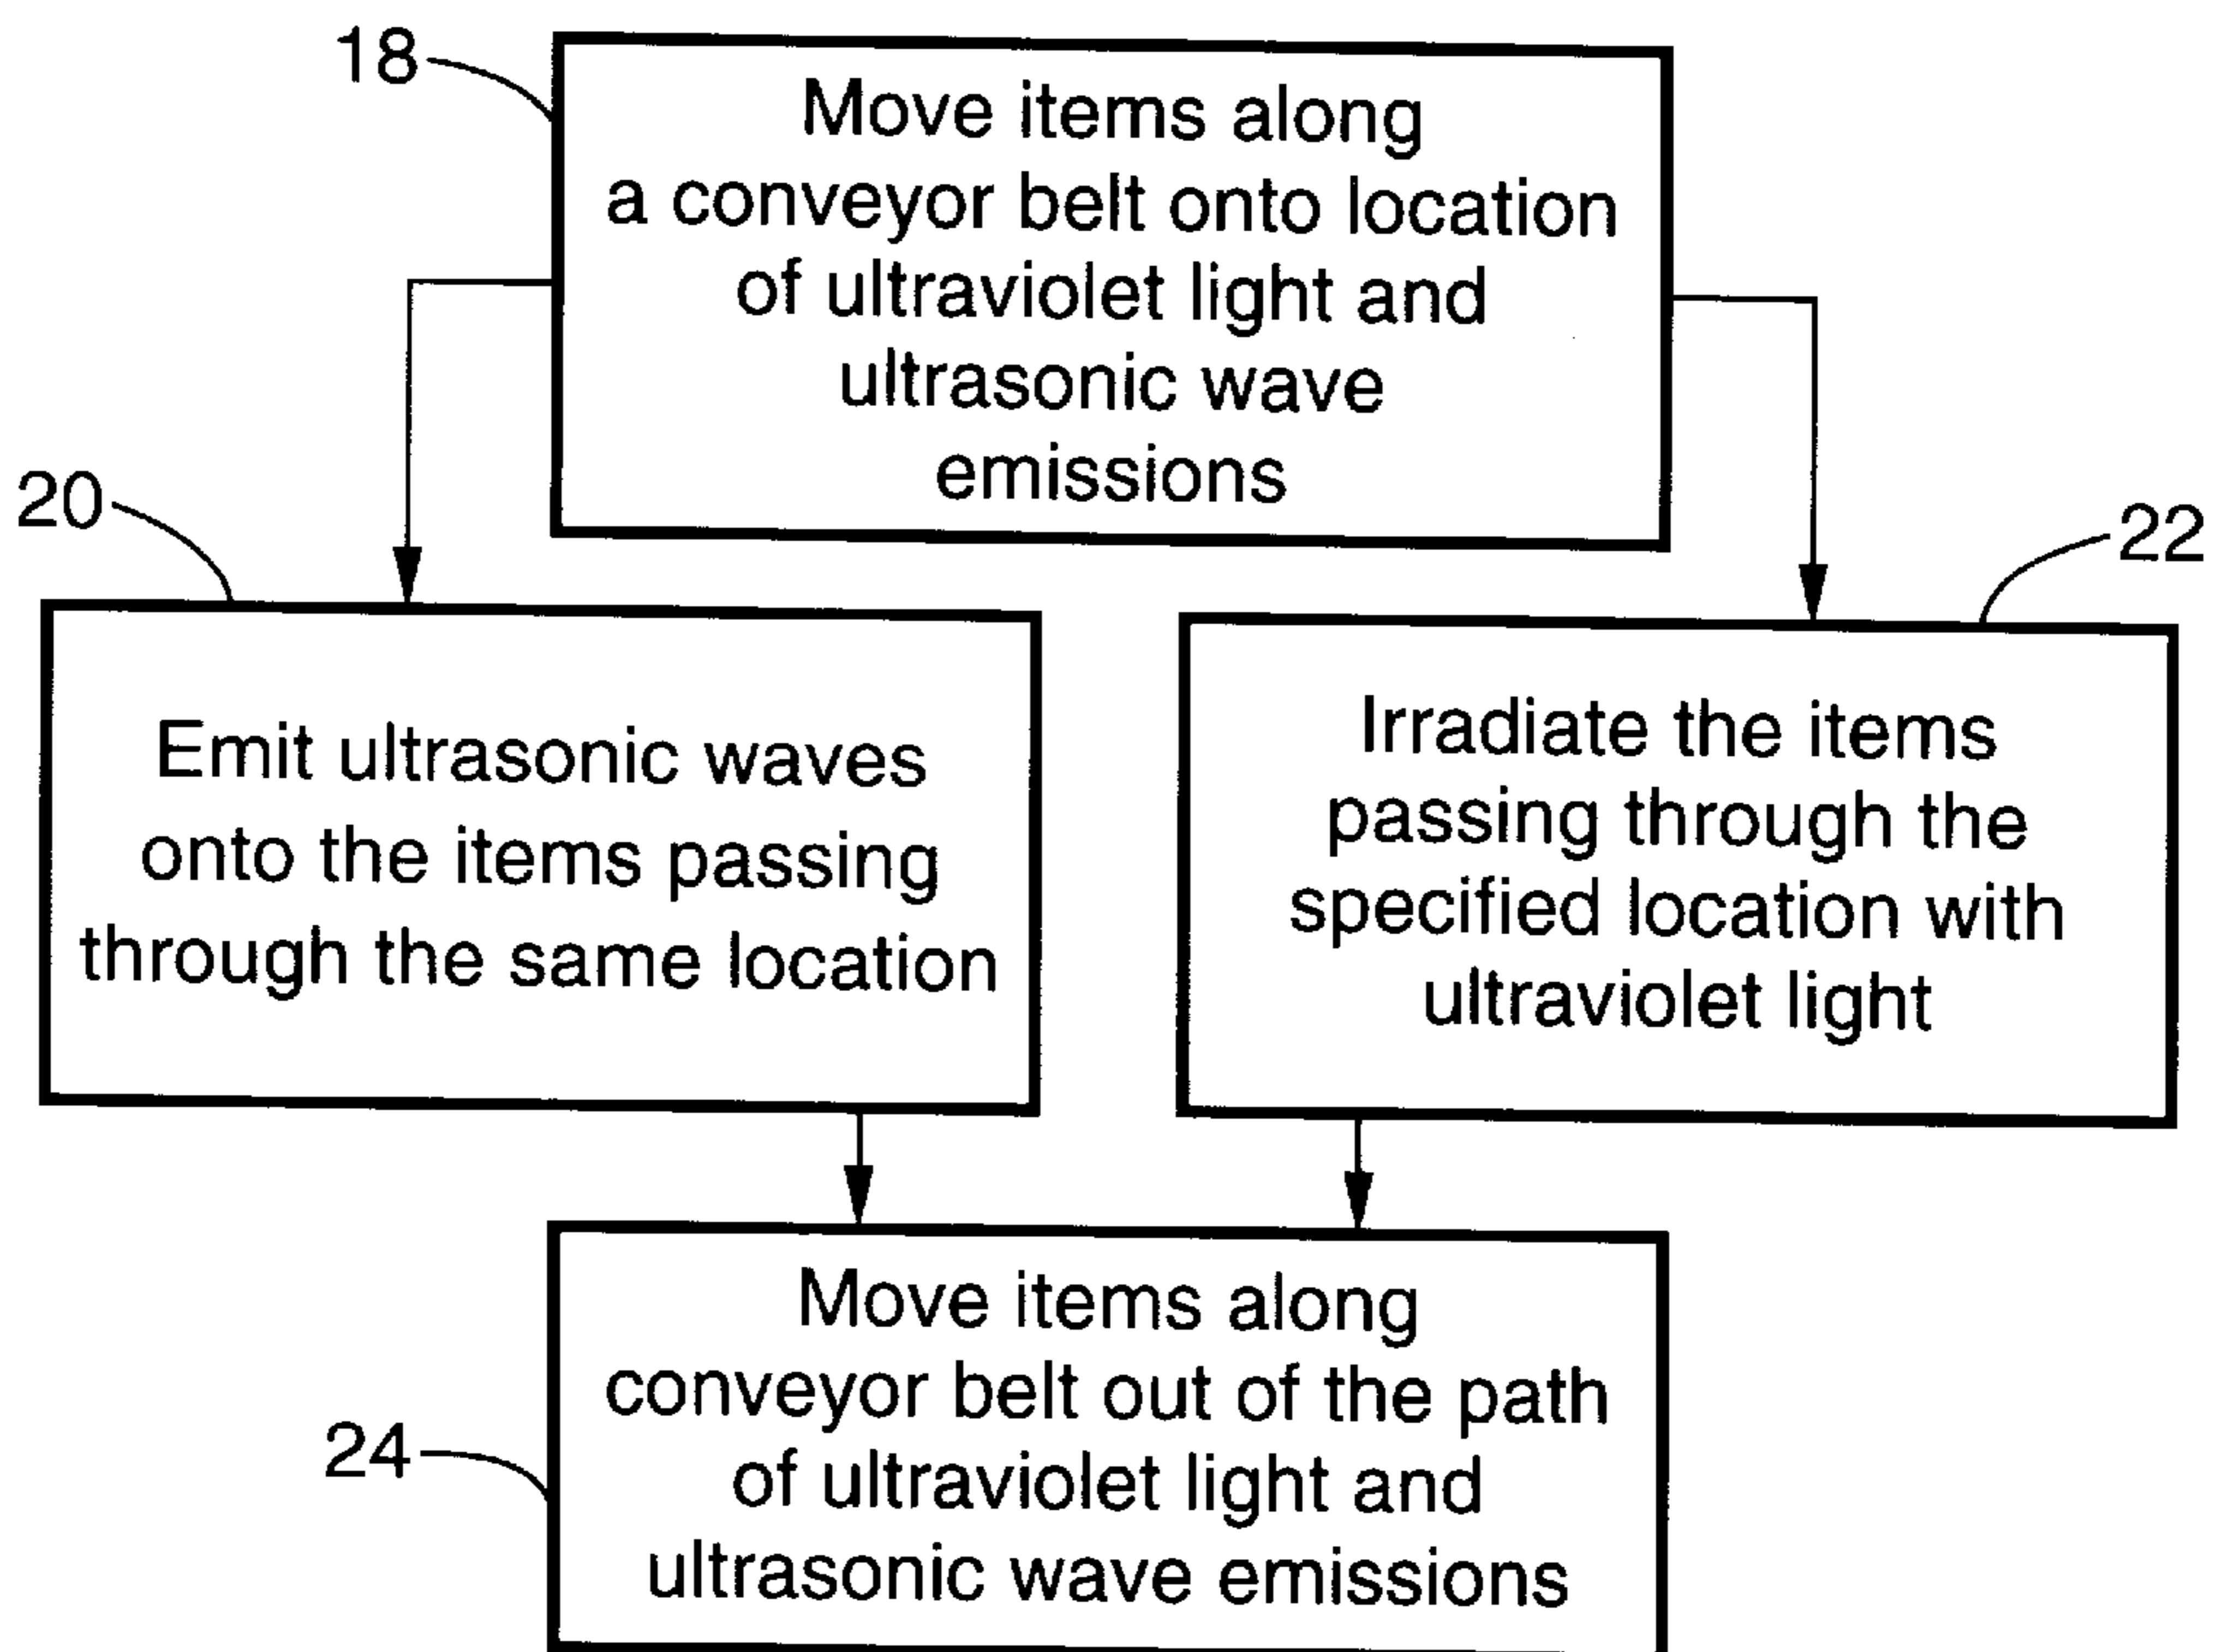 18
Move items along
a conveyor belt onto location
of ultraviolet light and
ultrasonic wave
emissions
20
Emit ultrasonic waves
onto the items passing
through the same location
22
Irradiate the items
passing through the
specified location with
ultraviolet light
24
Move items along
conveyor belt out of the path
of ultraviolet light and
ultrasonic wave emissions